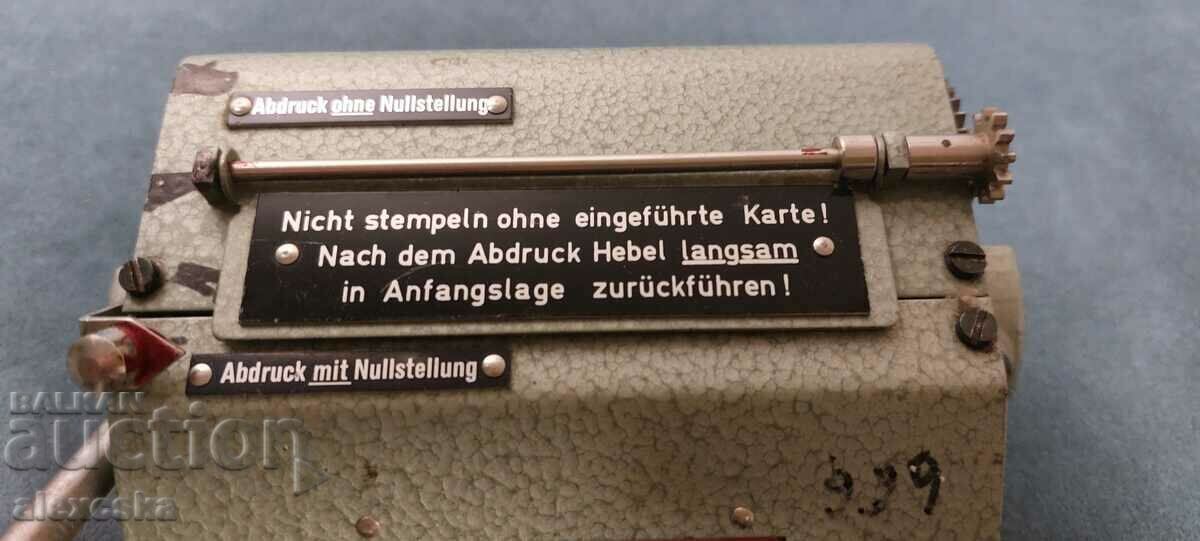 Abdruck ohne Nullstellung
Nicht stempeln ohne eingeführte Karte!
Nach dem Abdruck Hebel langsam
in Anfangslage zurückführen!
Abdruck mit Nullstellung
BALKAN
auction
alexcska
939